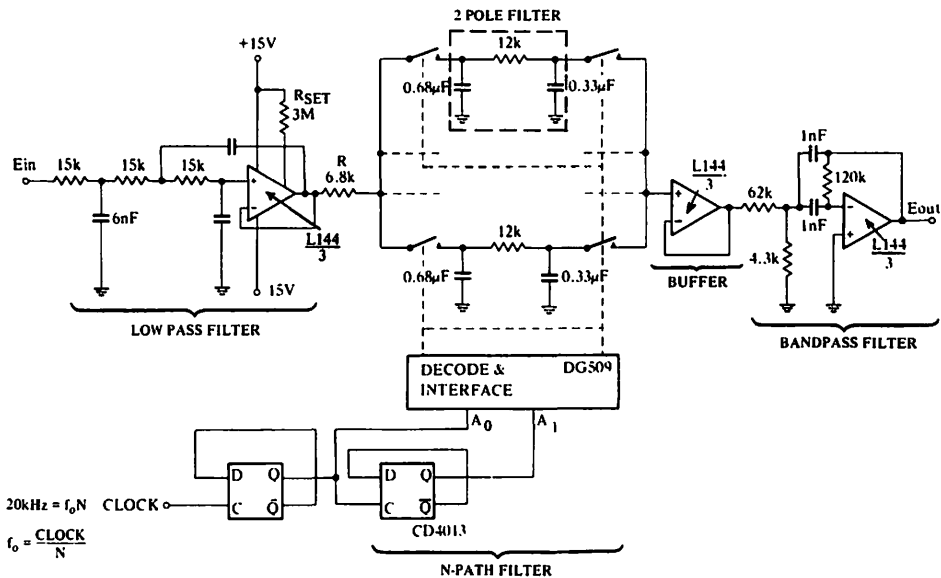 2 POLE FILTER
+15V
12k
0.68µF
0.33µF
RSET
3M
Ein
15k
15k
15k
R
6.8k
6nF
+
-
L144
3
15V
LOW PASS FILTER
12k
0.68µF
0.33µF
L144
3
+
-
BUFFER
62k
4.3k
1nF
120k
1nF
-
+
Eout
L144
3
BANDPASS FILTER
DECODE & INTERFACE
DG509
A0
A1
D Q
C Q̅
D Q
C Q̅
CD4013
20kHz = foN
CLOCK
fo = CLOCK
N
N-PATH FILTER